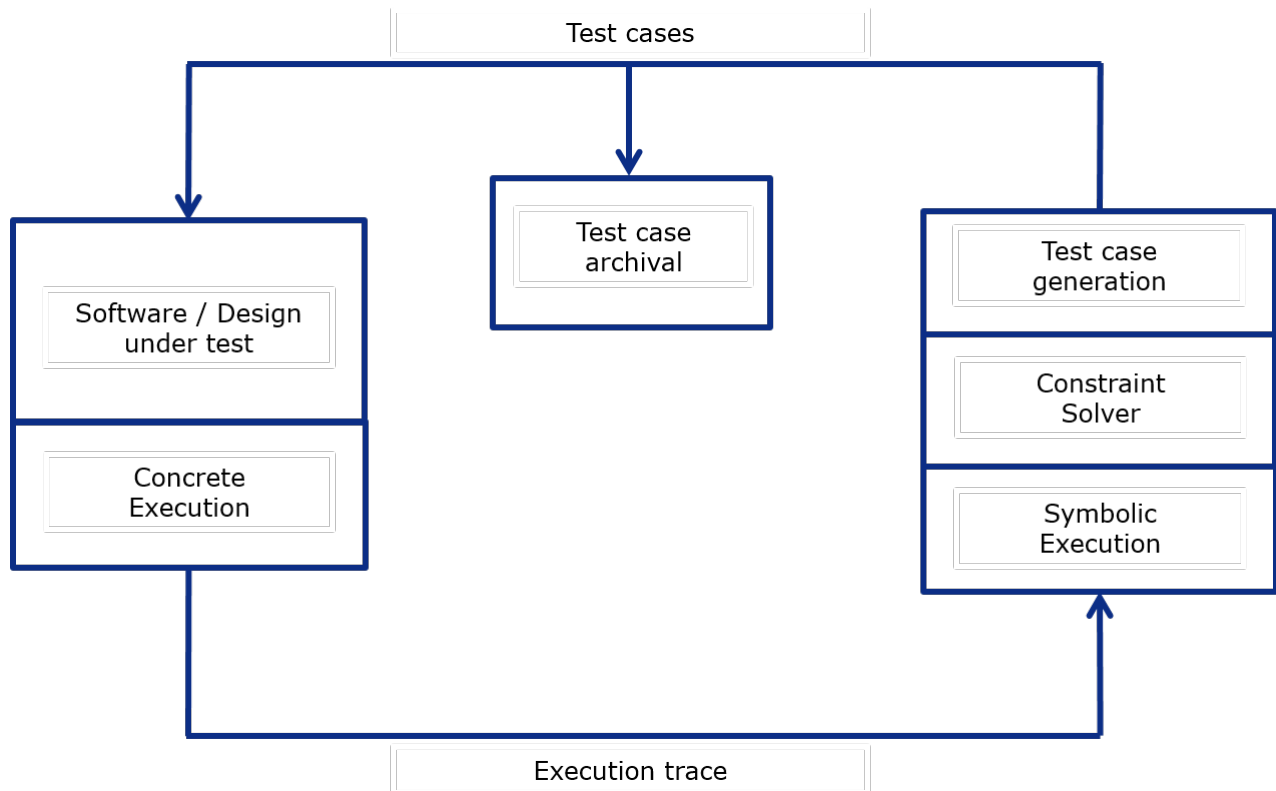 Test cases
Test case
archival
Software / Design
under test
Concrete
Execution
Test case
generation
Constraint
Solver
Symbolic
Execution
Execution trace